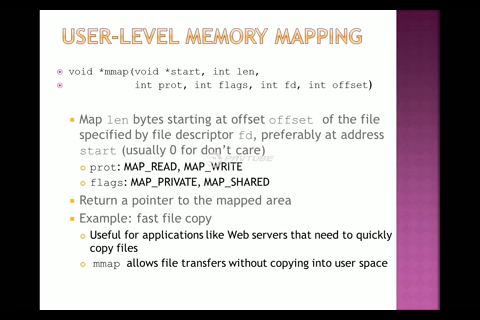 USER-LEVEL MEMORY MAPPING
void *mmap(void *start, int len,
int prot, int flags, int fd, int offset)
Map len bytes starting at offset offset of the file
specified by file descriptor fd, preferably at address
start (usually 0 for don't care)
prot: MAP_READ, MAP_WRITE
flags: MAP_PRIVATE, MAP_SHARED
Return a pointer to the mapped area
Example: fast file copy
Useful for applications like Web servers that need to quickly
copy files
mmap allows file transfers without copying into user space